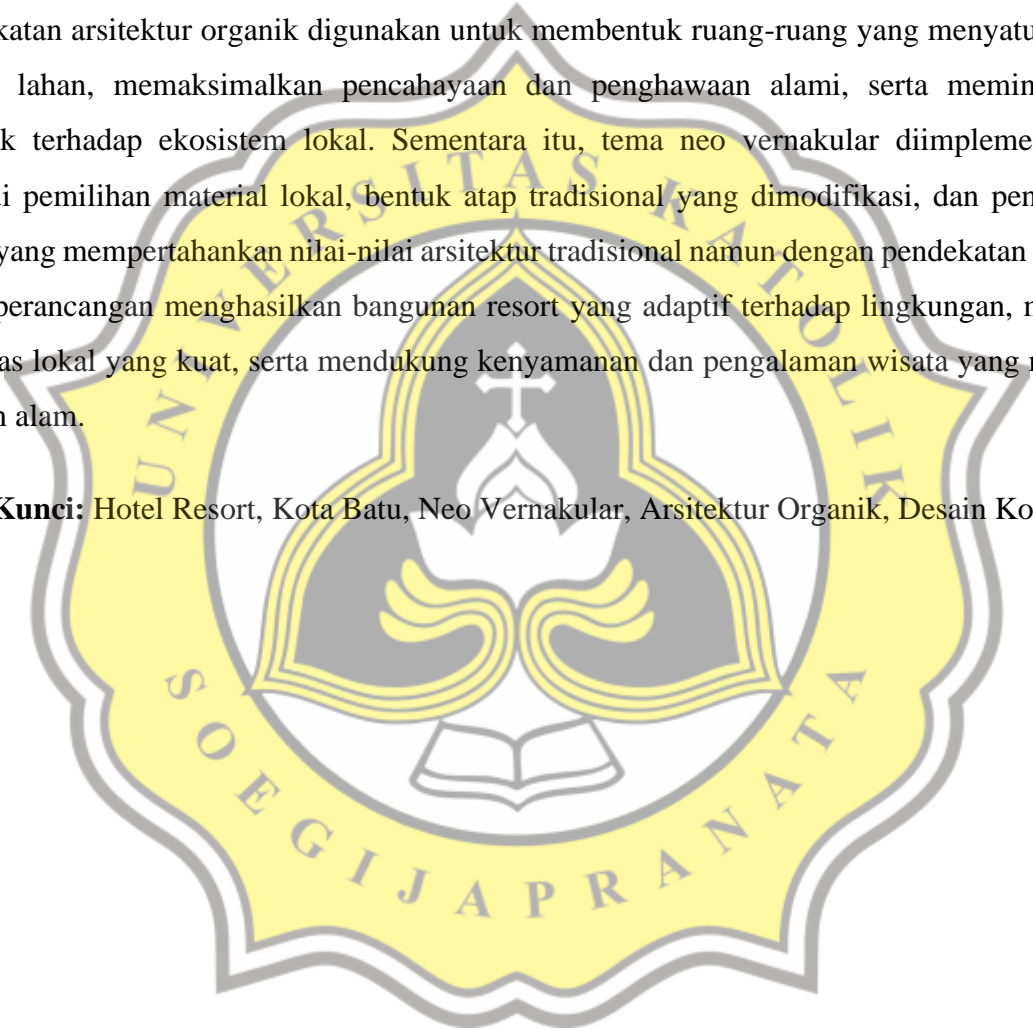 katan arsitektur organik digunakan untuk membentuk ruang-ruang yang menyatu
lahan, memaksimalkan pencahayaan dan penghawaan alami, serta memin
k terhadap ekosistem lokal. Sementara itu, tema neo vernakular diimpleme
i pemilihan material lokal, bentuk atap tradisional yang dimodifikasi, dan pen
yang mempertahankan nilai-nilai arsitektur tradisional namun dengan pendekatan
perancangan menghasilkan bangunan resort yang adaptif terhadap lingkungan,
as lokal yang kuat, serta mendukung kenyamanan dan pengalaman wisata yang
n alam.
Kunci: Hotel Resort, Kota Batu, Neo Vernakular, Arsitektur Organik, Desain Ko
UNIVERSITAS KATOLIK
SOEGIJAPRANATA